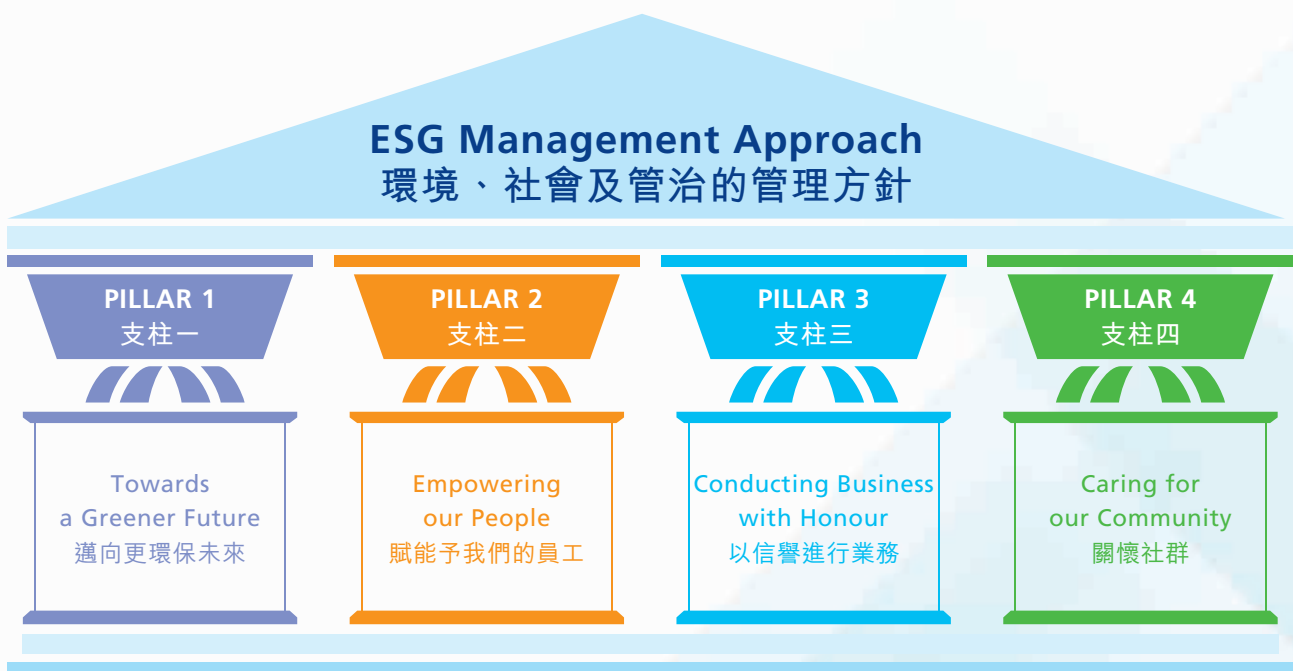 ESG Management Approach
環境、社會及管治的管理方針
PILLAR 1
支柱一
Towards
a Greener Future
邁向更環保未來
PILLAR 2
支柱二
Empowering
our People
賦能予我們的員工
PILLAR 3
支柱三
Conducting Business
with Honour
以信譽進行業務
PILLAR 4
支柱四
Caring for
our Community
關懷社群